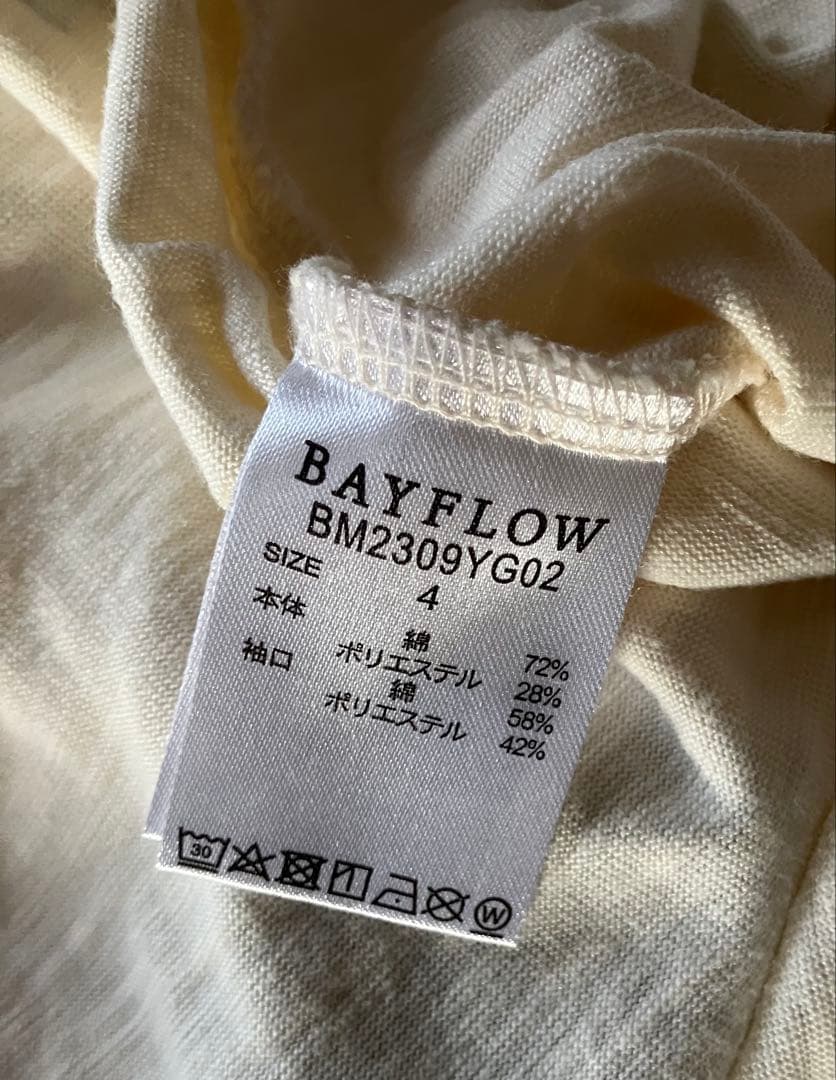 BAYFLOW
BM2309YG02
SIZE 4
本体 綿 72%
ポリエステル 28%
袖口 綿 58%
ポリエステル 42%
30
W